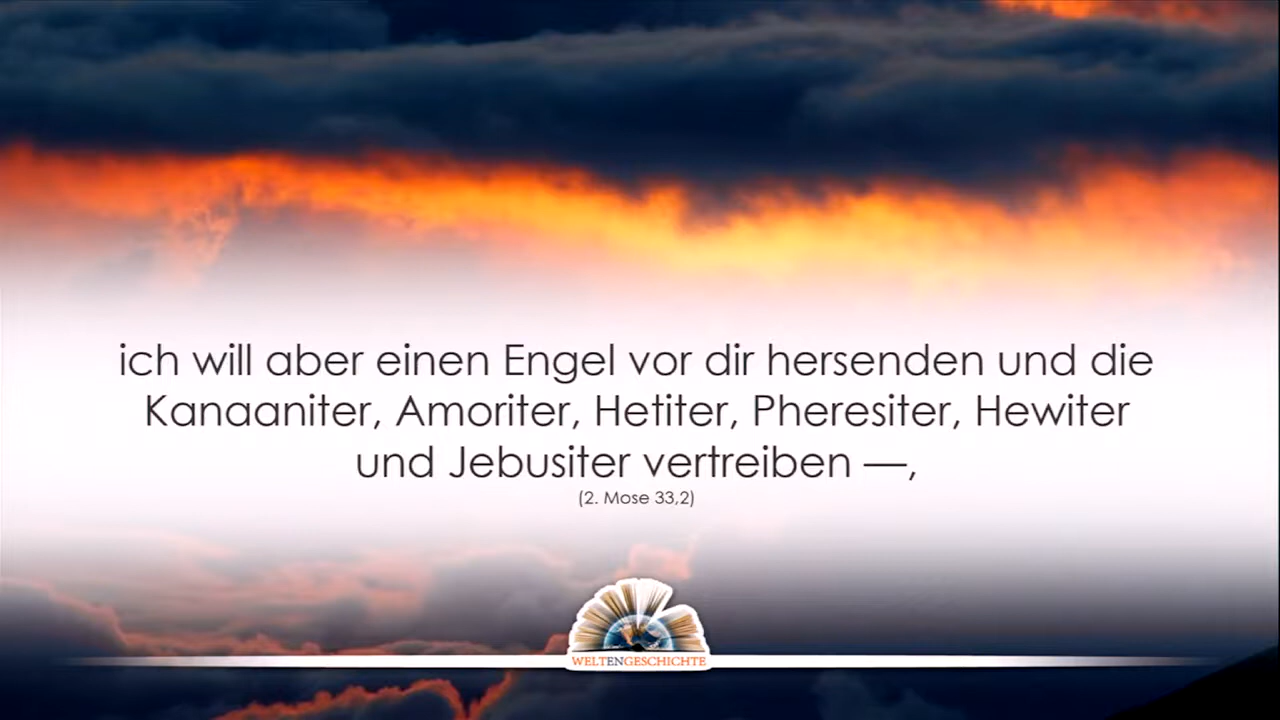 ich will aber einen Engel vor dir hersenden und die
Kanaaniter, Amoriter, Hetiter, Pheresiter, Hewiter
und Jebusiter vertreiben —,
(2. Mose 33,2)
WELTENGESCHICHTE